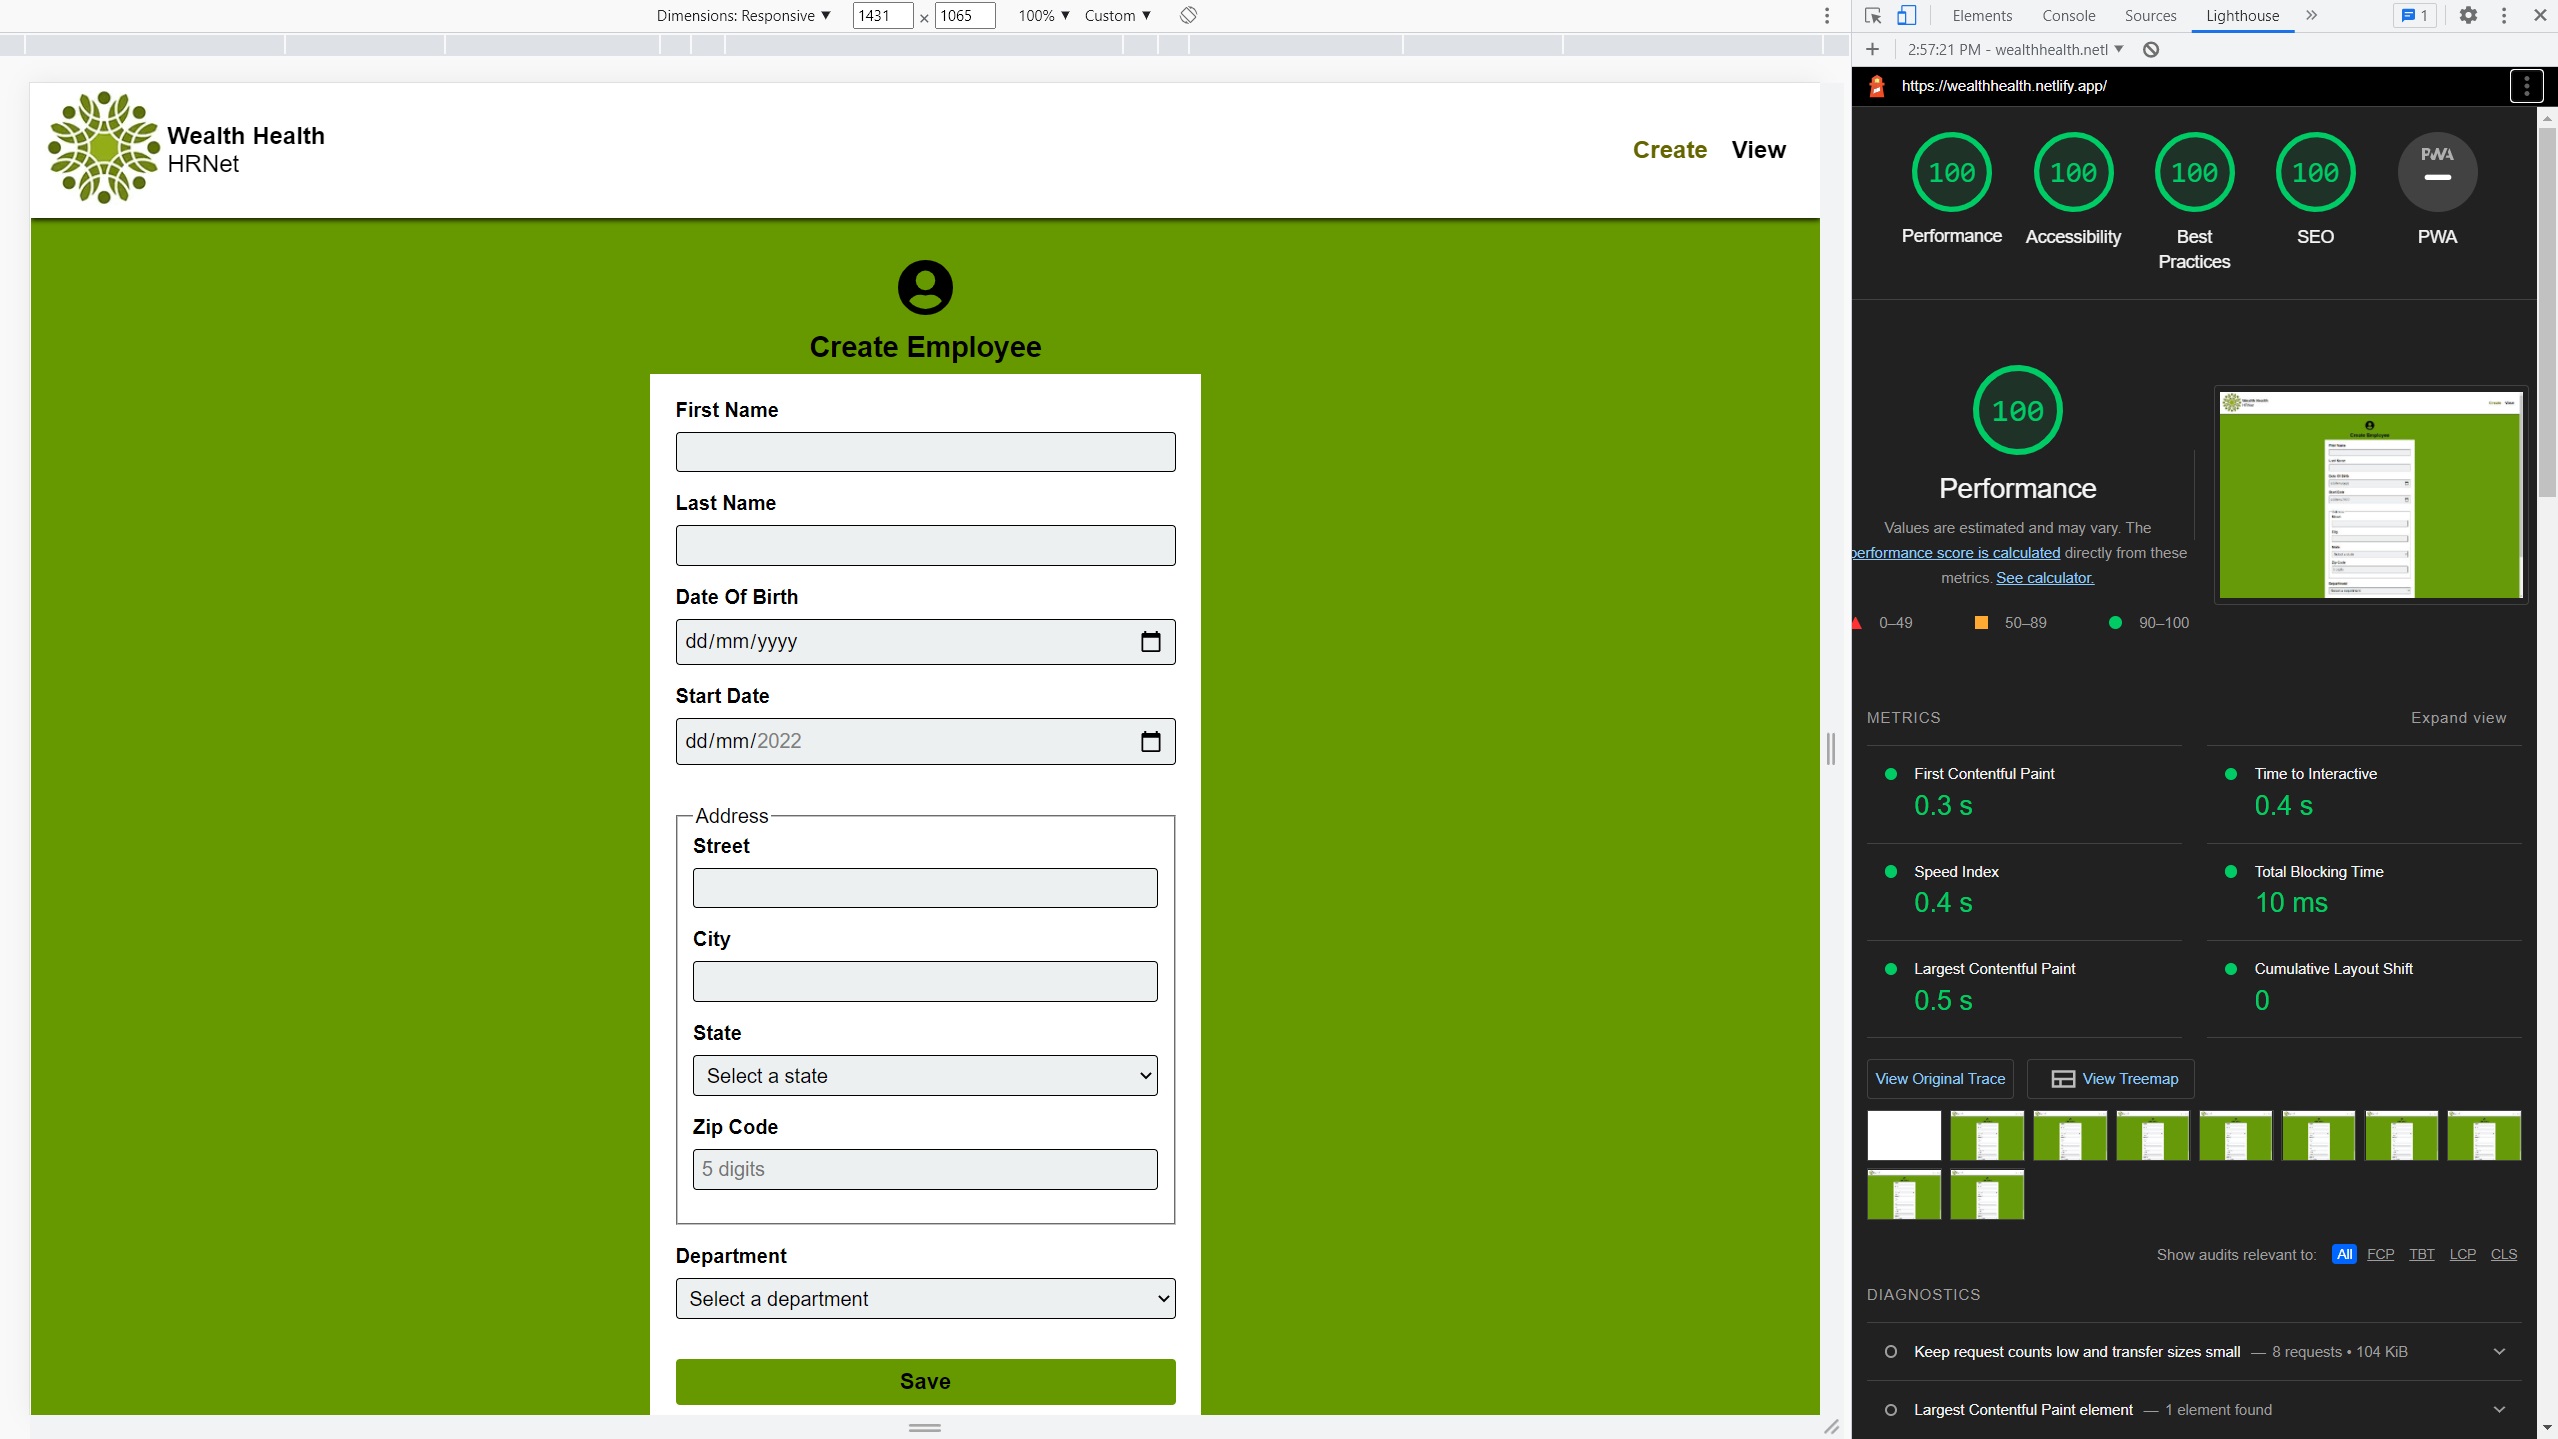 Dimensions: Responsive ▼ 1431 × 1065 100% ▼ Custom ▼
Elements Console Sources Lighthouse » 1
2:57:21 PM - wealthhealth.netl ▼
https://wealthhealth.netlify.app/
Wealth Health
HRNet
Create View
Create Employee
First Name
Last Name
Date Of Birth
dd/mm/yyyy
Start Date
dd/mm/2022
Address
Street
City
State
Select a state
Zip Code
5 digits
Department
Select a department
Save
100 100 100 100 PWA
Performance Accessibility Best Practices SEO PWA
100
Performance
Values are estimated and may vary. The
performance score is calculated directly from these
metrics. See calculator.
0–49 50–89 90–100
METRICS Expand view
First Contentful Paint
0.3 s
Time to Interactive
0.4 s
Speed Index
0.4 s
Total Blocking Time
10 ms
Largest Contentful Paint
0.5 s
Cumulative Layout Shift
0
View Original Trace View Treemap
Show audits relevant to: All FCP TBT LCP CLS
DIAGNOSTICS
Keep request counts low and transfer sizes small — 8 requests • 104 KiB
Largest Contentful Paint element — 1 element found